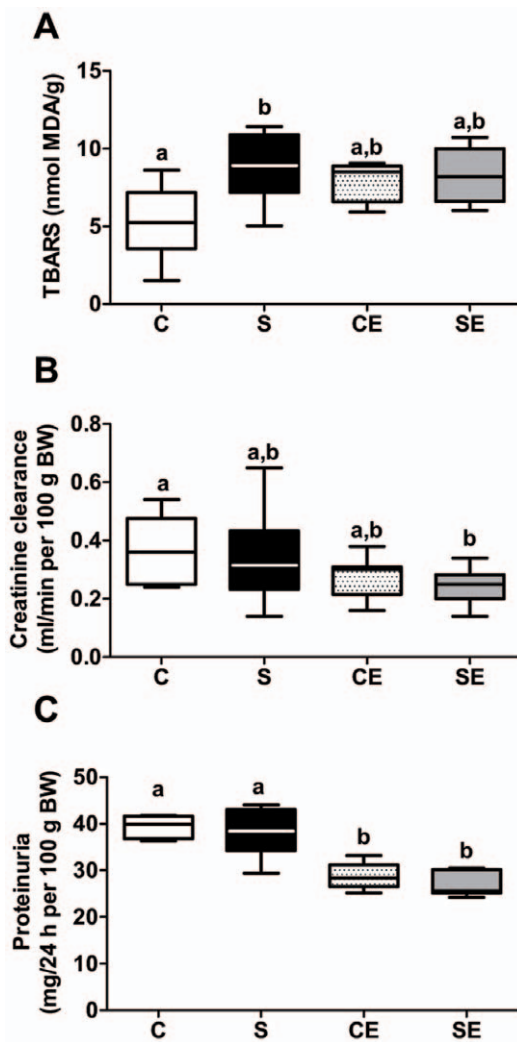 A
TBARS (nmol MDA/g)
15
10
5
0
a
b
a,b
a,b
C S CE SE
B
Creatinine clearance
(ml/min per 100 g BW)
0.8
0.6
0.4
0.2
0.0
a
a,b
a,b
b
C S CE SE
C
Proteinuria
(mg/24 h per 100 g BW)
50
40
30
20
10
0
a
a
b
b
C S CE SE